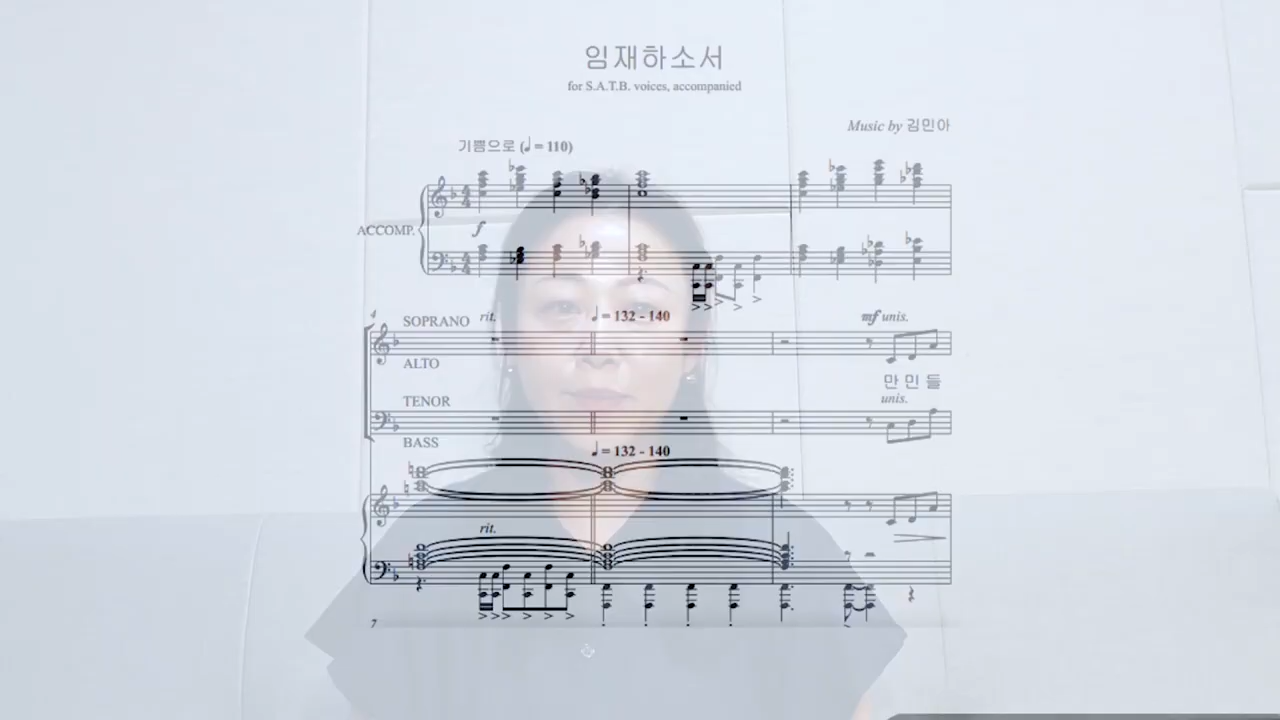 임재하소서
for S.A.T.B. voices, accompanied
Music by 김민아
기쁨으로 (♩ = 110)
ACCOMP.
f
4
SOPRANO
rit.
♩ = 132 - 140
mf unis.
ALTO
만 민 들
TENOR
unis.
BASS
♩ = 132 - 140
rit.
7